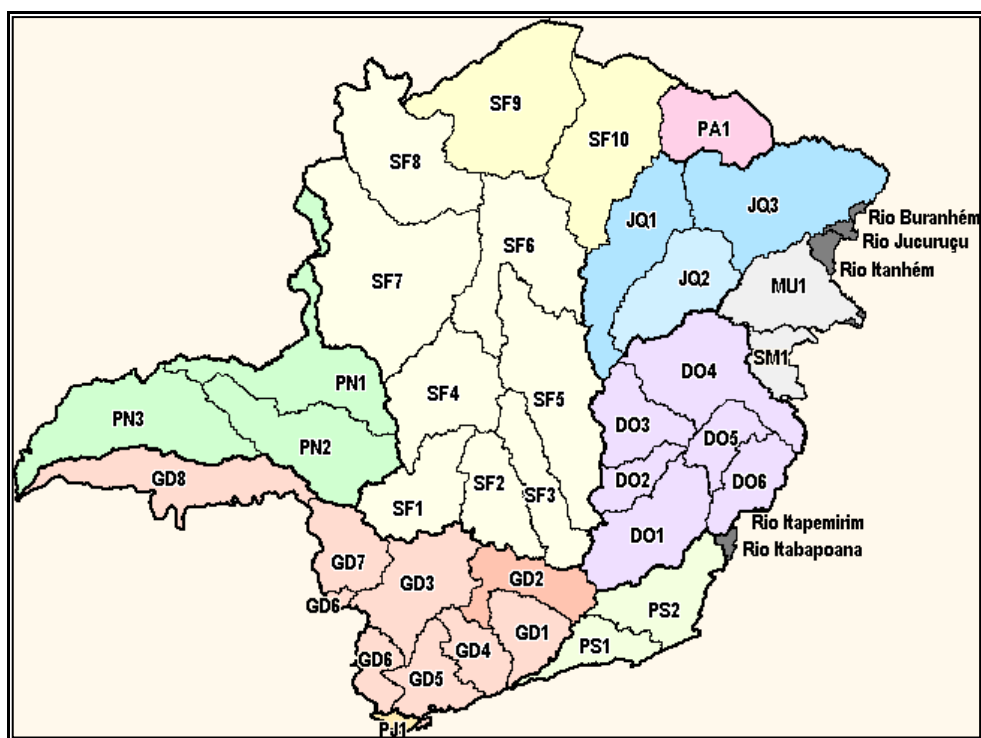 SF9
SF10
PA1
SF8
JQ1
JQ3
Rio Buranhém
Rio Jucuruçu
Rio Itanhém
SF6
SF7
JQ2
MU1
SM1
PN1
SF4
SF5
DO4
PN3
DO3
DO5
PN2
GD8
SF2
SF3
DO2
DO6
SF1
Rio Itapemirim
DO1
Rio Itabapoana
GD7
GD3
GD2
GD6
PS2
GD1
GD4
PS1
GD6
GD5
PJ1